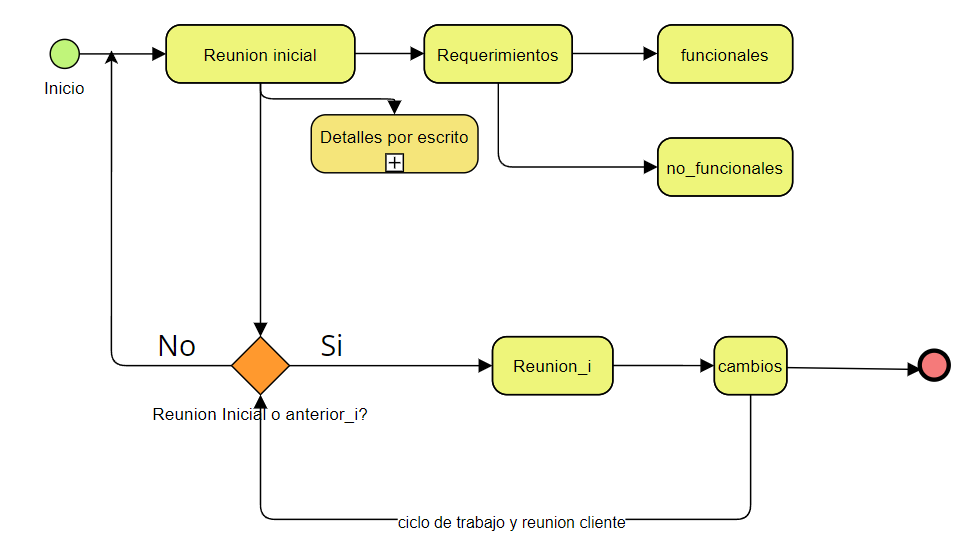 Inicio
Reunion inicial
Requerimientos
funcionales
Detalles por escrito
no_funcionales
No
Si
Reunion_i
cambios
Reunion Inicial o anterior_i?
ciclo de trabajo y reunion cliente